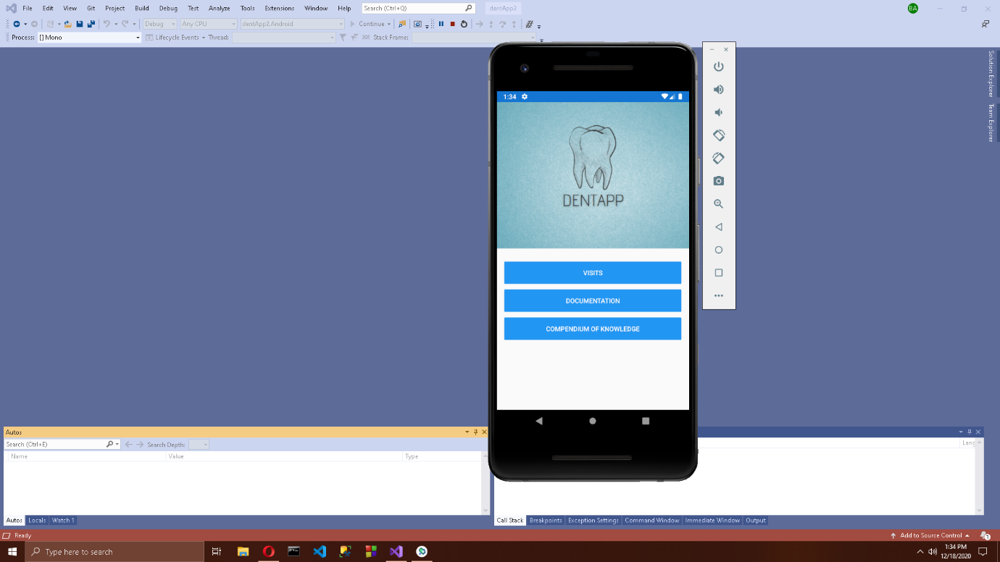 File Edit View Git Project Build Debug Test Analyze Tools Extensions Window Help Search (Ctrl+Q) dentApp2 BA
Debug Any CPU dentApp2.Android Continue
Process: [] Mono Lifecycle Events Thread: Stack Frame:
Solution Explorer
Team Explorer
1:34
DENTAPP
VISITS
DOCUMENTATION
COMPENDIUM OF KNOWLEDGE
Autos
Search (Ctrl+E) Search Depth:
Name Value Type
Lang
Autos Locals Watch 1
Call Stack Breakpoints Exception Settings Command Window Immediate Window Output
Ready Add to Source Control 1
Type here to search
1:34 PM
12/18/2020